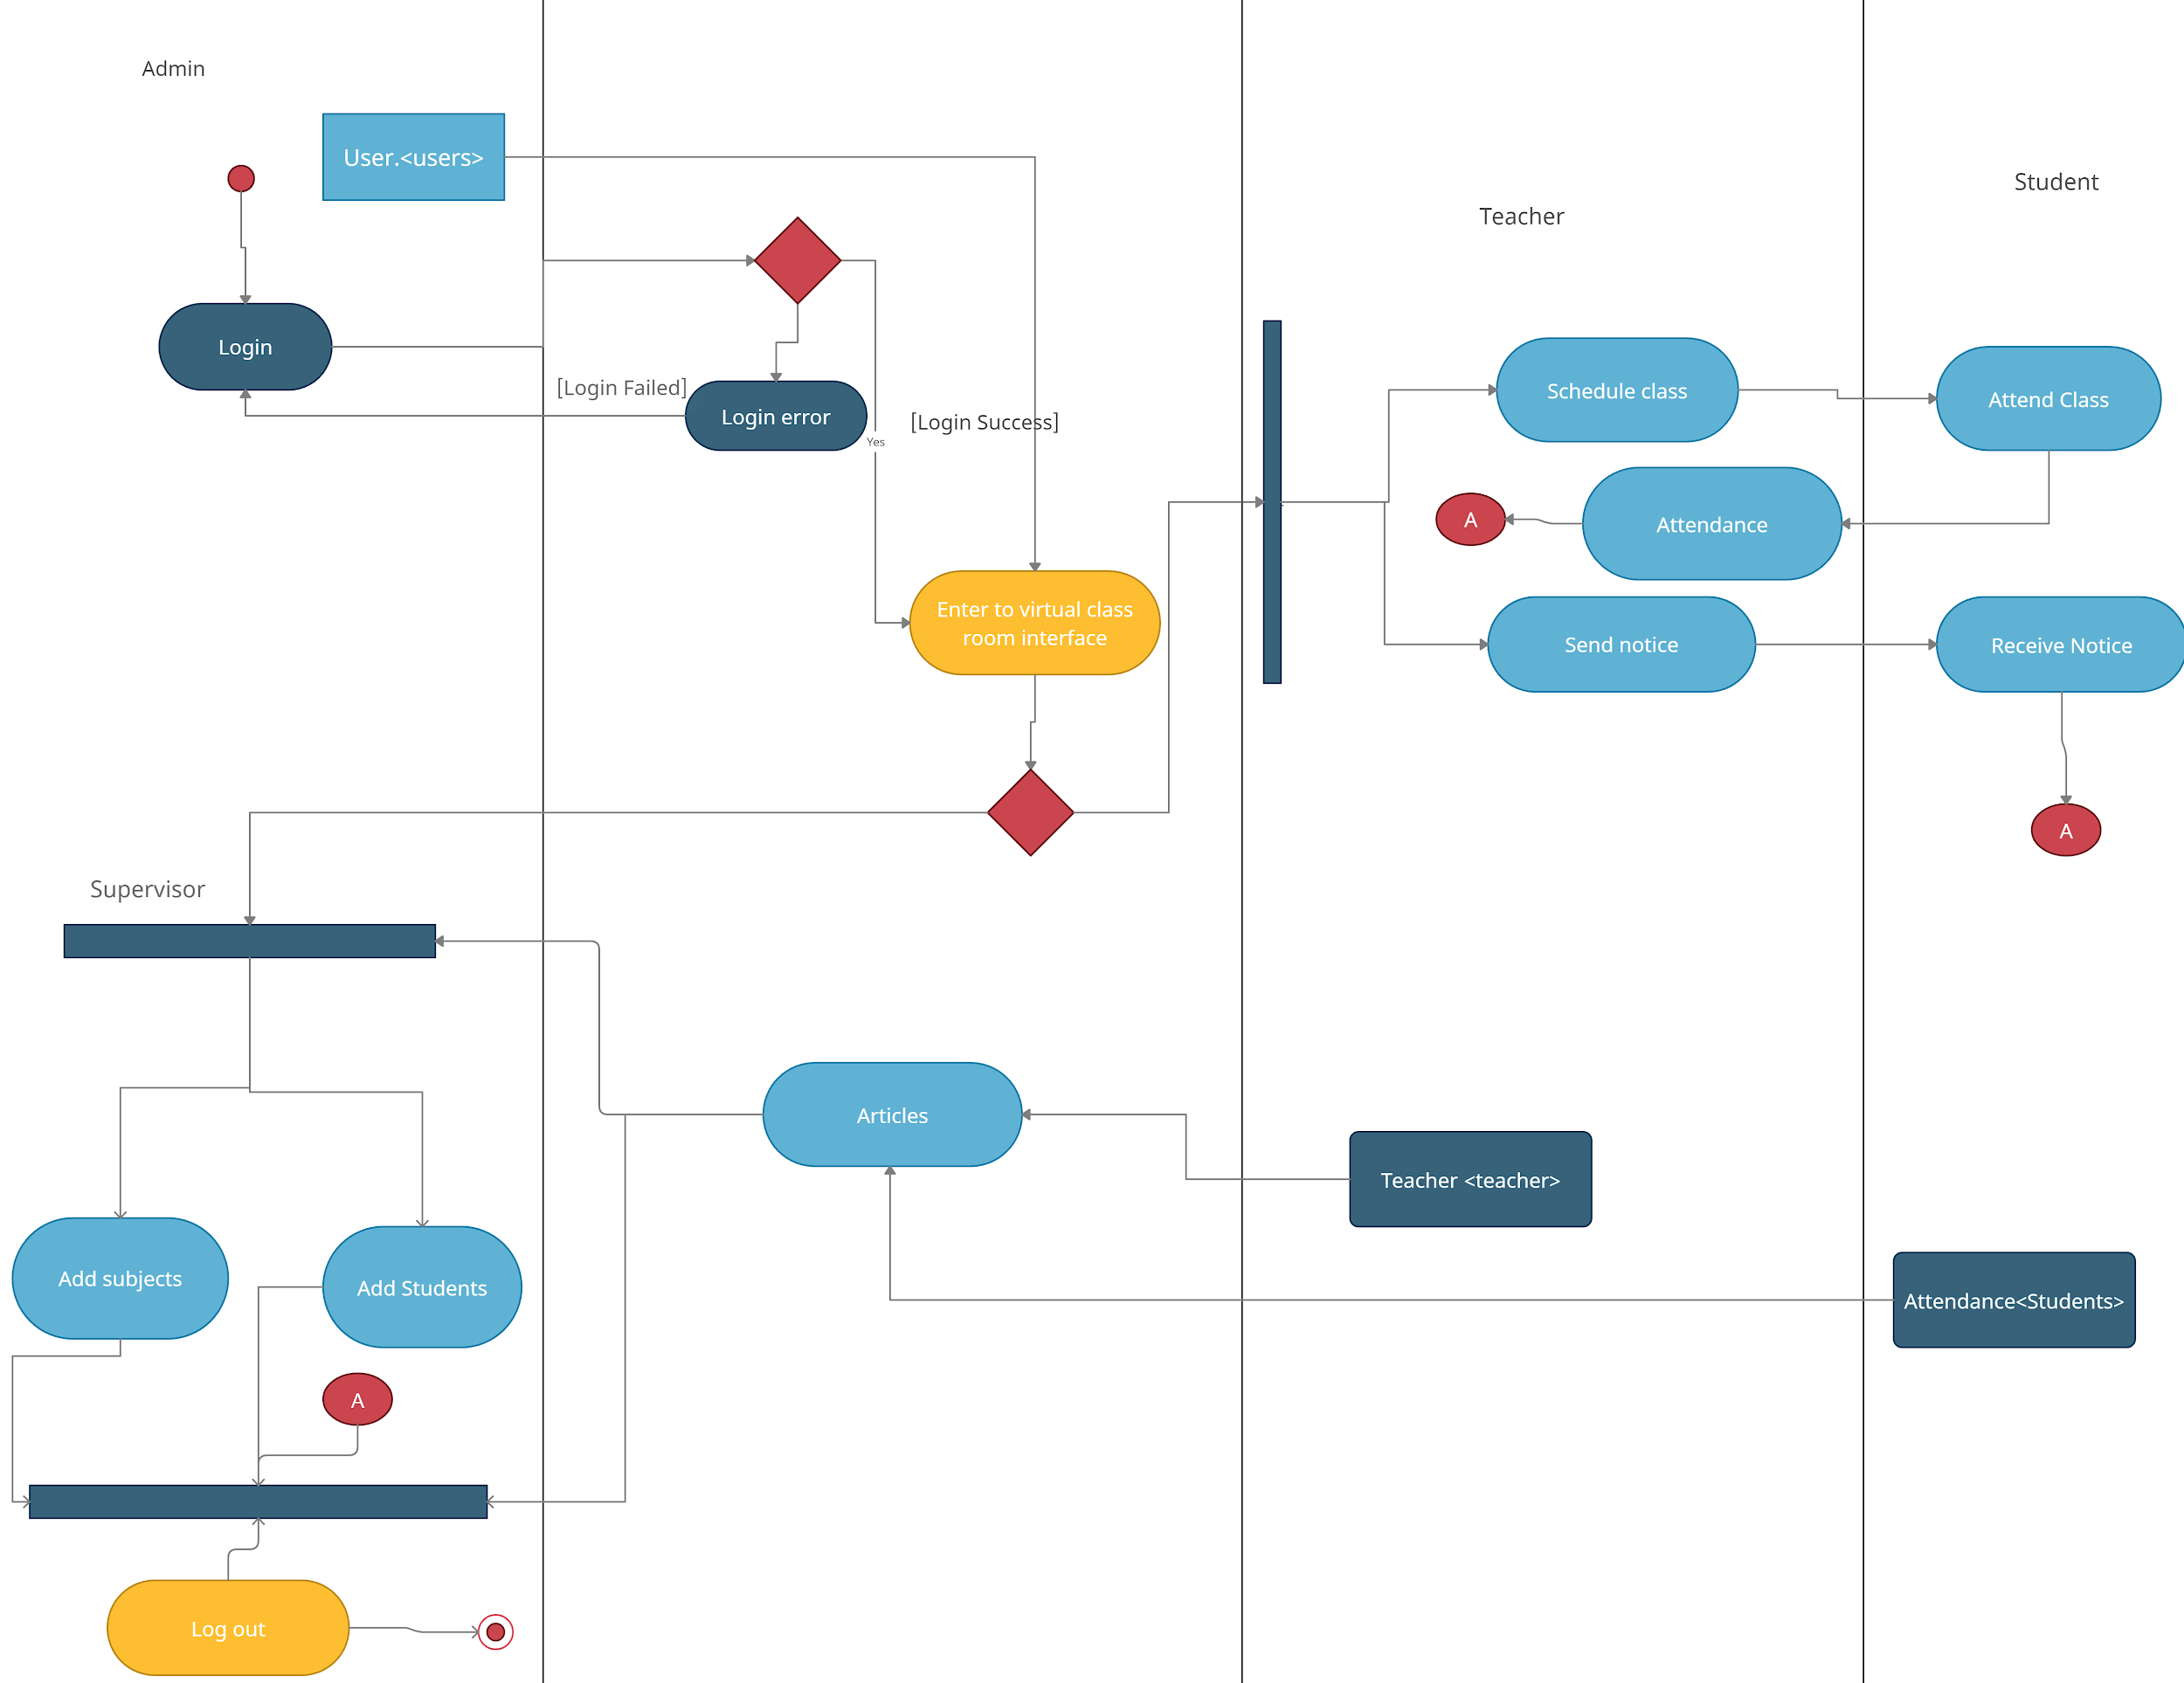 Admin
User.<users>
Student
Teacher
Login
[Login Failed]
Login error
Yes
[Login Success]
Schedule class
Attend Class
A
Attendance
Enter to virtual class
room interface
Send notice
Receive Notice
A
Supervisor
Articles
Teacher <teacher>
Add subjects
Add Students
Attendance<Students>
A
Log out